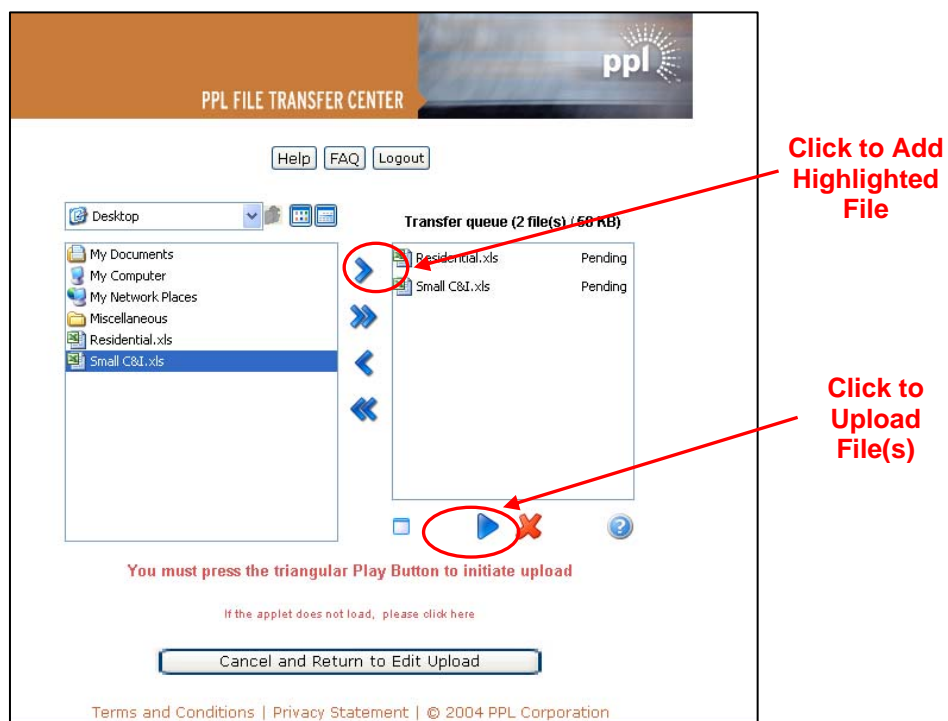 ppl
PPL FILE TRANSFER CENTER
Help FAQ Logout
Click to Add
Highlighted
File
Desktop
Transfer queue (2 file(s) / 58 KB)
My Documents
My Computer
My Network Places
Miscellaneous
Residential.xls
Small C&I.xls
Residential.xls Pending
Small C&I.xls Pending
Click to
Upload
File(s)
You must press the triangular Play Button to initiate upload
If the applet does not load, please click here
Cancel and Return to Edit Upload
Terms and Conditions | Privacy Statement | © 2004 PPL Corporation